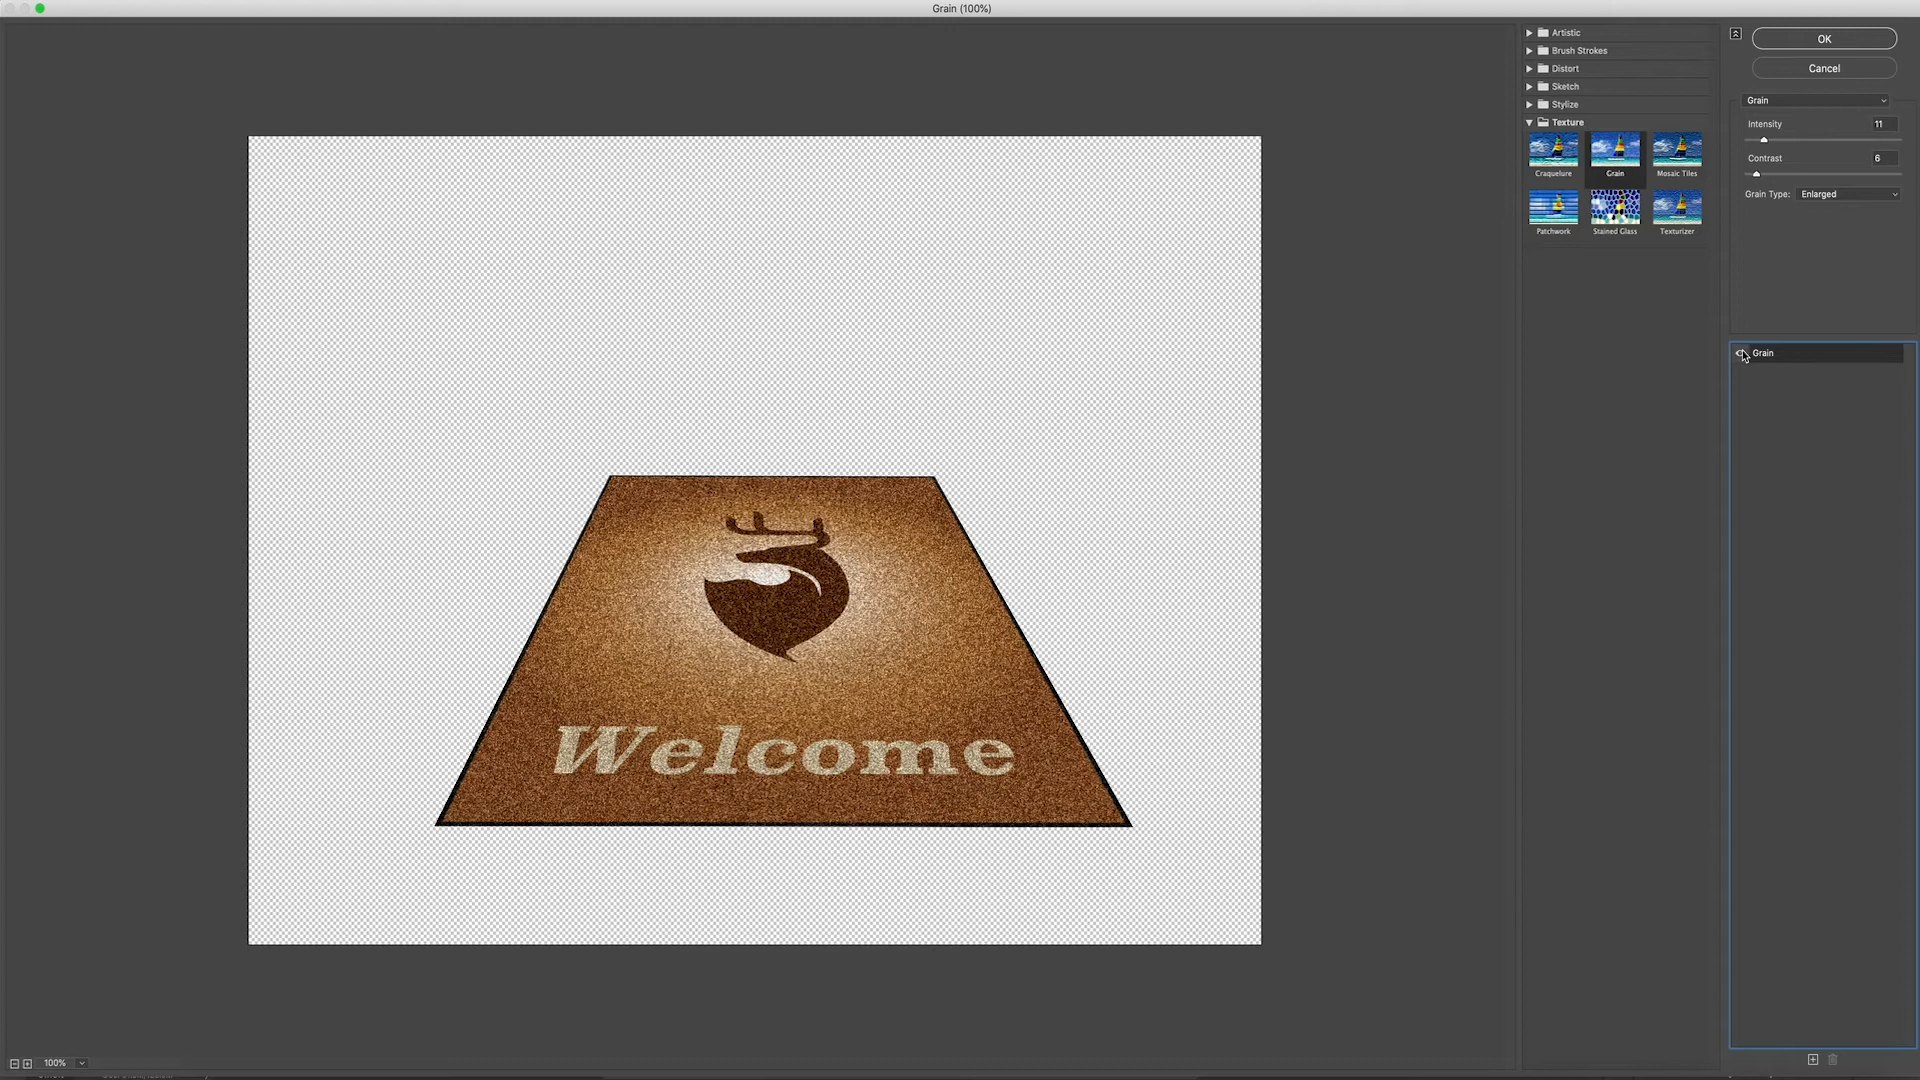 Grain (100%)
Artistic
Brush Strokes
Distort
Sketch
Stylize
Texture
Craquelure
Grain
Mosaic Tiles
Patchwork
Stained Glass
Texturizer
OK
Cancel
Grain
Intensity 11
Contrast 6
Grain Type: Enlarged
Grain
Welcome
100%